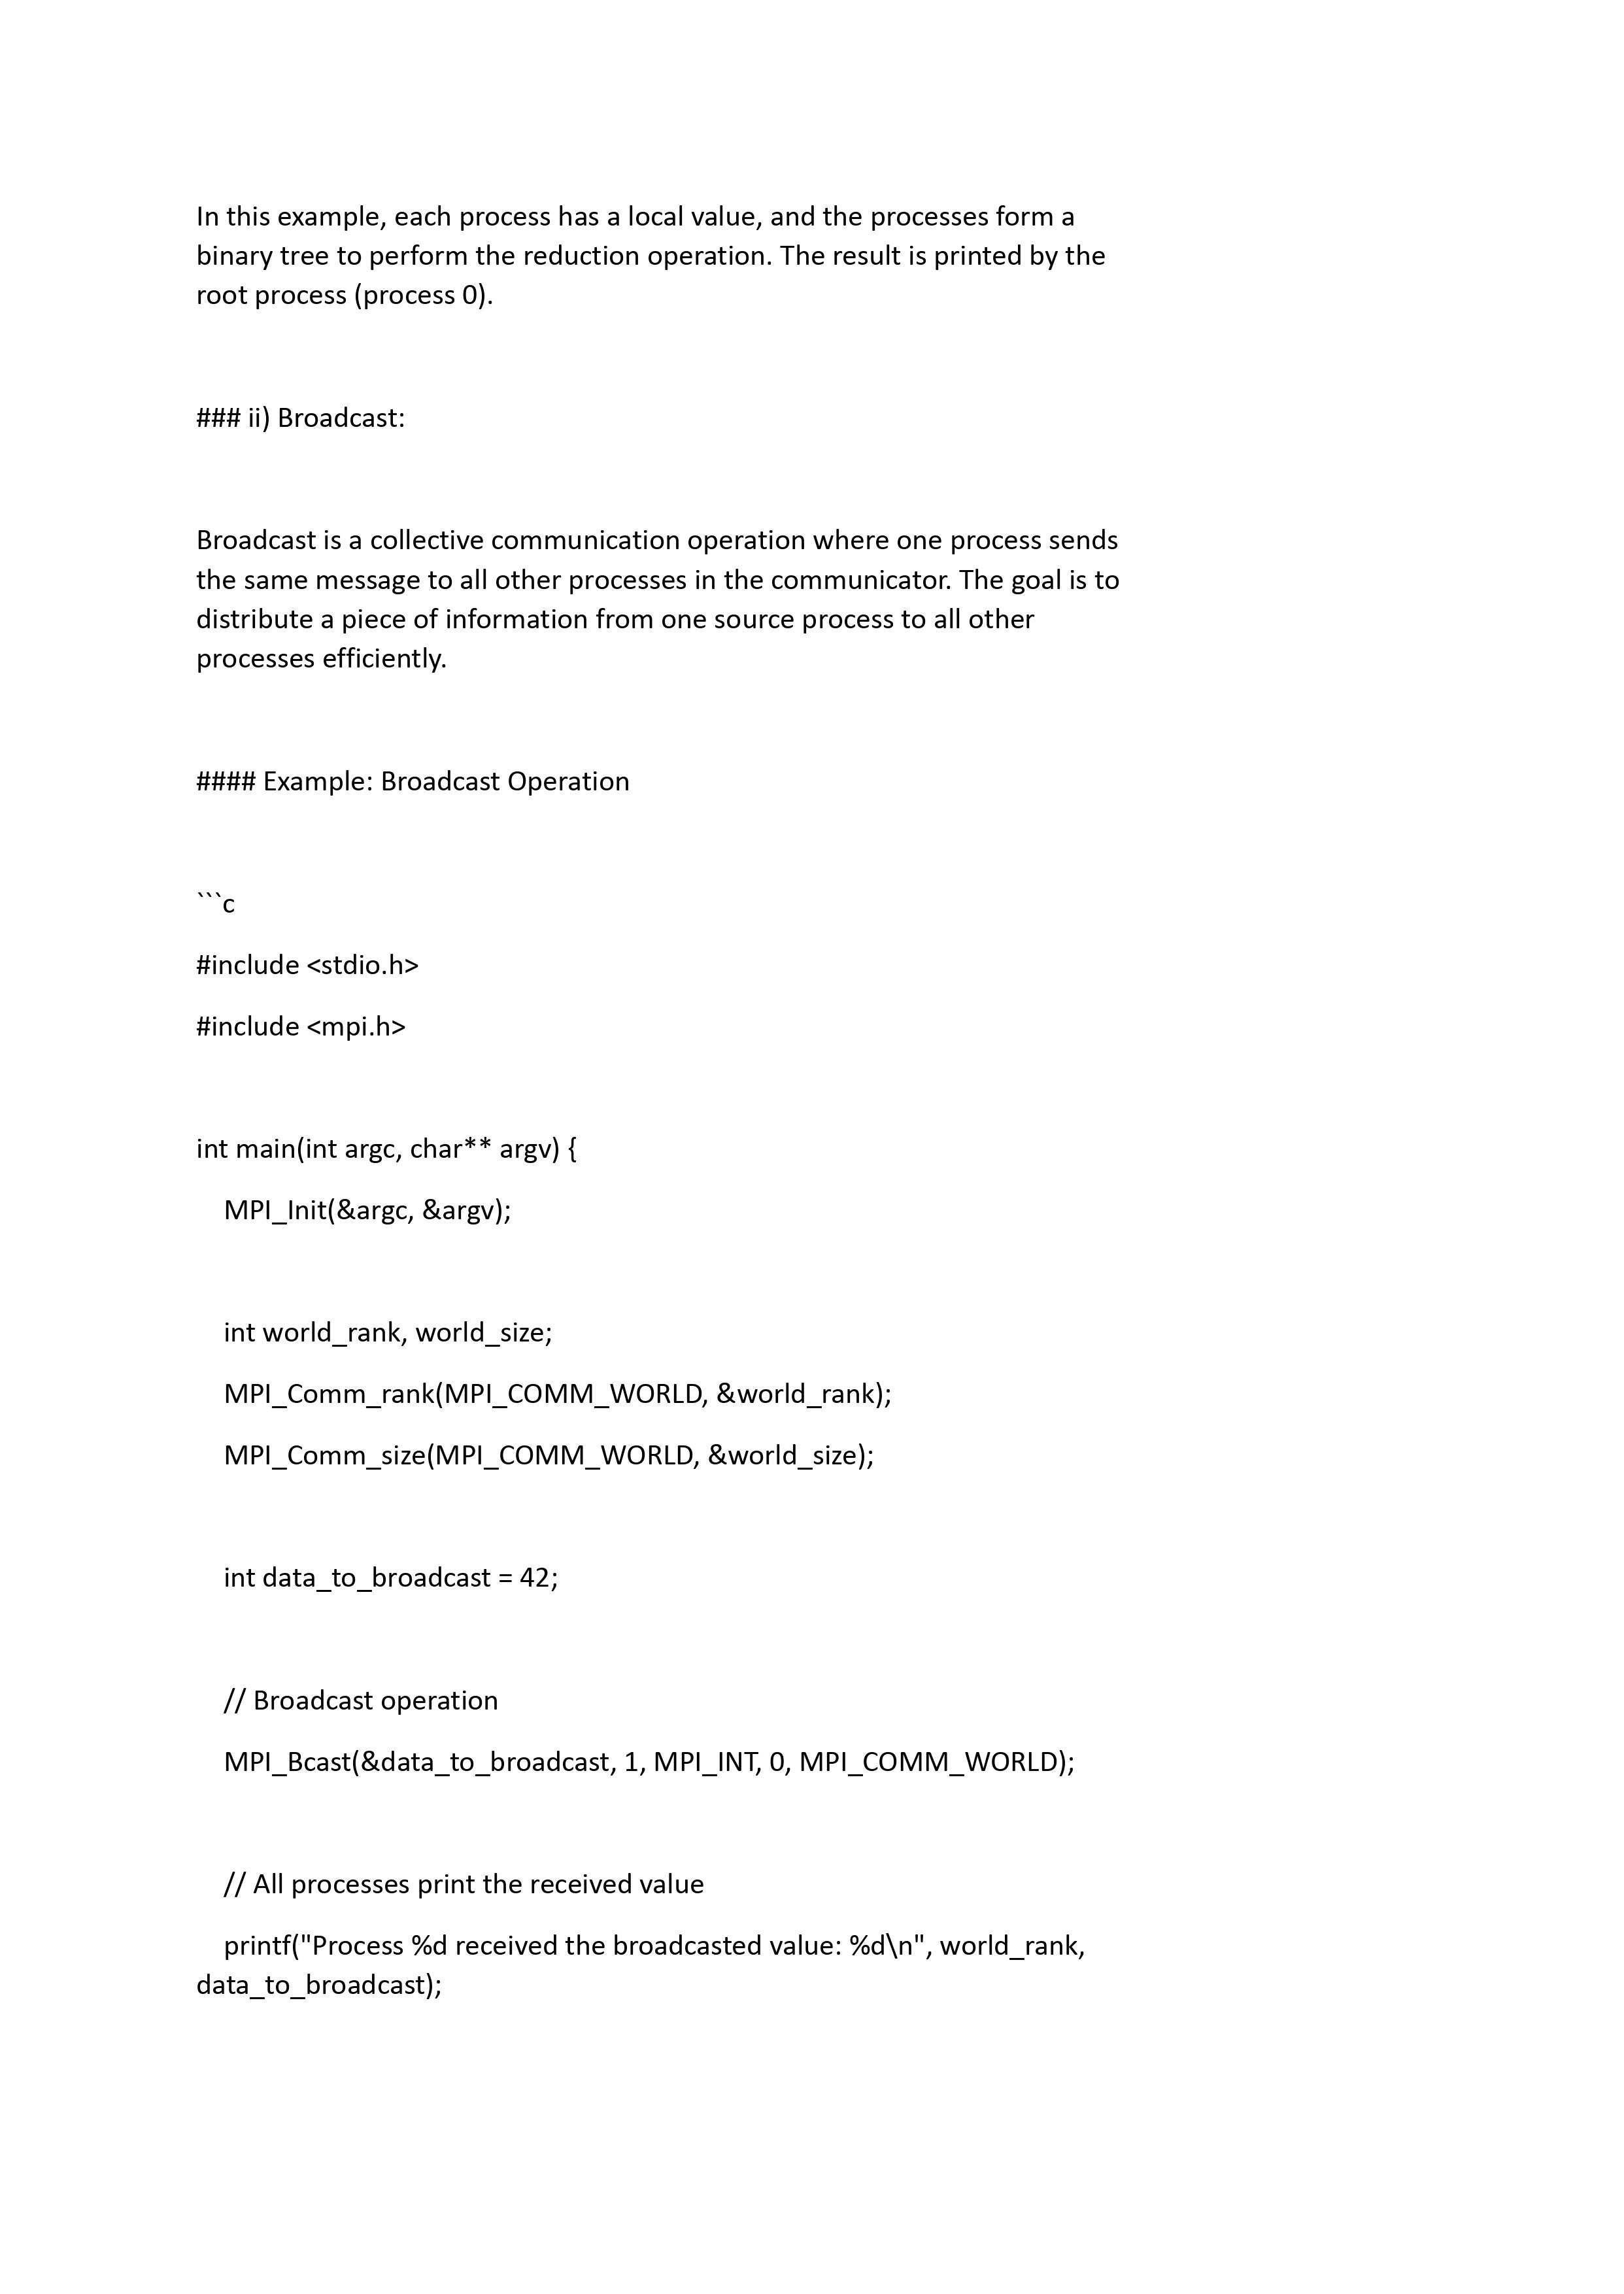 In this example, each process has a local value, and the processes form a
binary tree to perform the reduction operation. The result is printed by the
root process (process 0).
### ii) Broadcast:
Broadcast is a collective communication operation where one process sends
the same message to all other processes in the communicator. The goal is to
distribute a piece of information from one source process to all other
processes efficiently.
#### Example: Broadcast Operation
```c
#include <stdio.h>
#include <mpi.h>
int main(int argc, char** argv) {
    MPI_Init(&argc, &argv);
    int world_rank, world_size;
    MPI_Comm_rank(MPI_COMM_WORLD, &world_rank);
    MPI_Comm_size(MPI_COMM_WORLD, &world_size);
    int data_to_broadcast = 42;
    // Broadcast operation
    MPI_Bcast(&data_to_broadcast, 1, MPI_INT, 0, MPI_COMM_WORLD);
    // All processes print the received value
    printf("Process %d received the broadcasted value: %d\n", world_rank,
data_to_broadcast);